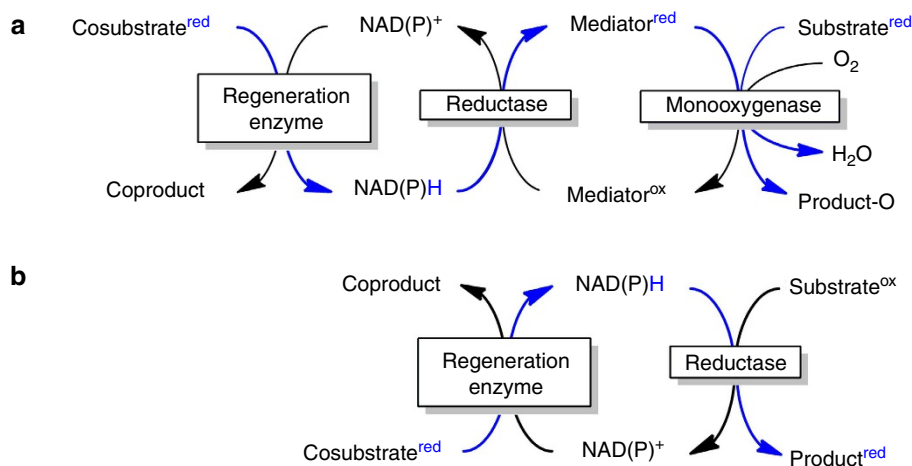 a
Cosubstrate^red
NAD(P)⁺
Mediator^red
Substrate^red
O₂
Regeneration
enzyme
Reductase
Monooxygenase
H₂O
Coproduct
NAD(P)H
Mediator^ox
Product-O
b
Coproduct
NAD(P)H
Substrate^ox
Regeneration
enzyme
Reductase
Cosubstrate^red
NAD(P)⁺
Product^red